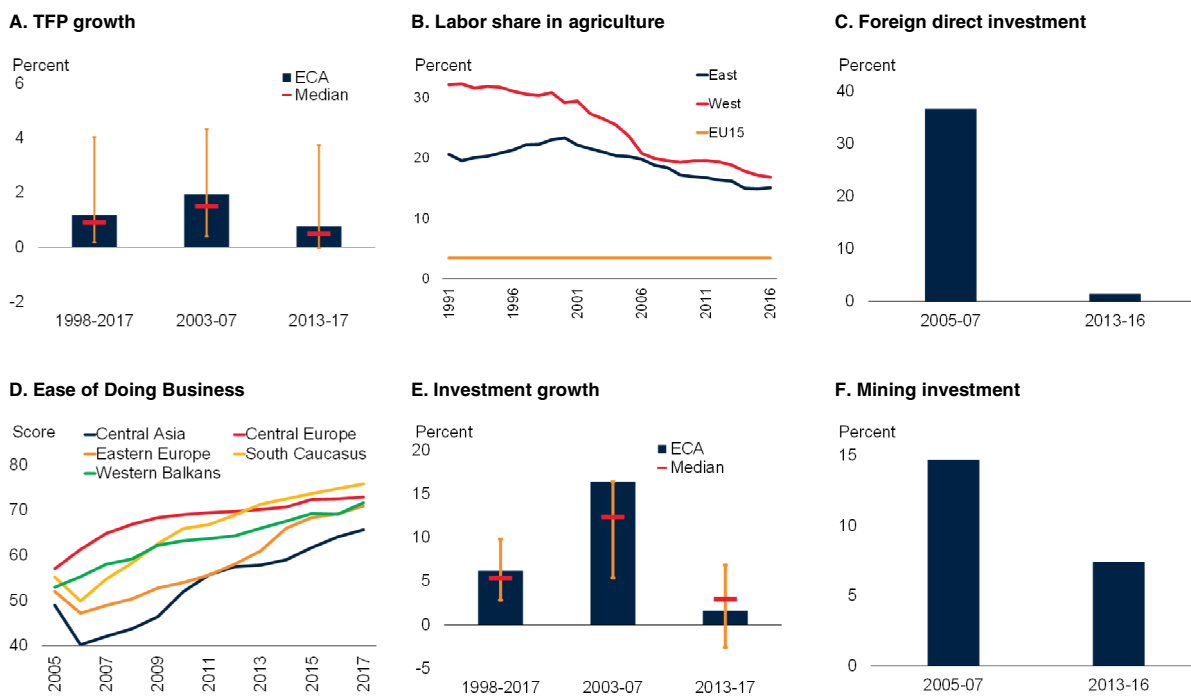 A. TFP growth
Percent
ECA
Median
6
4
2
0
-2
1998-2017
2003-07
2013-17
B. Labor share in agriculture
Percent
East
West
EU15
30
20
10
0
1991
1996
2001
2006
2011
2016
C. Foreign direct investment
Percent
40
30
20
10
0
2005-07
2013-16
D. Ease of Doing Business
Score
Central Asia
Central Europe
Eastern Europe
South Caucasus
Western Balkans
80
70
60
50
40
2005
2007
2009
2011
2013
2015
2017
E. Investment growth
Percent
ECA
Median
20
15
10
5
0
-5
1998-2017
2003-07
2013-17
F. Mining investment
Percent
15
10
5
0
2005-07
2013-16